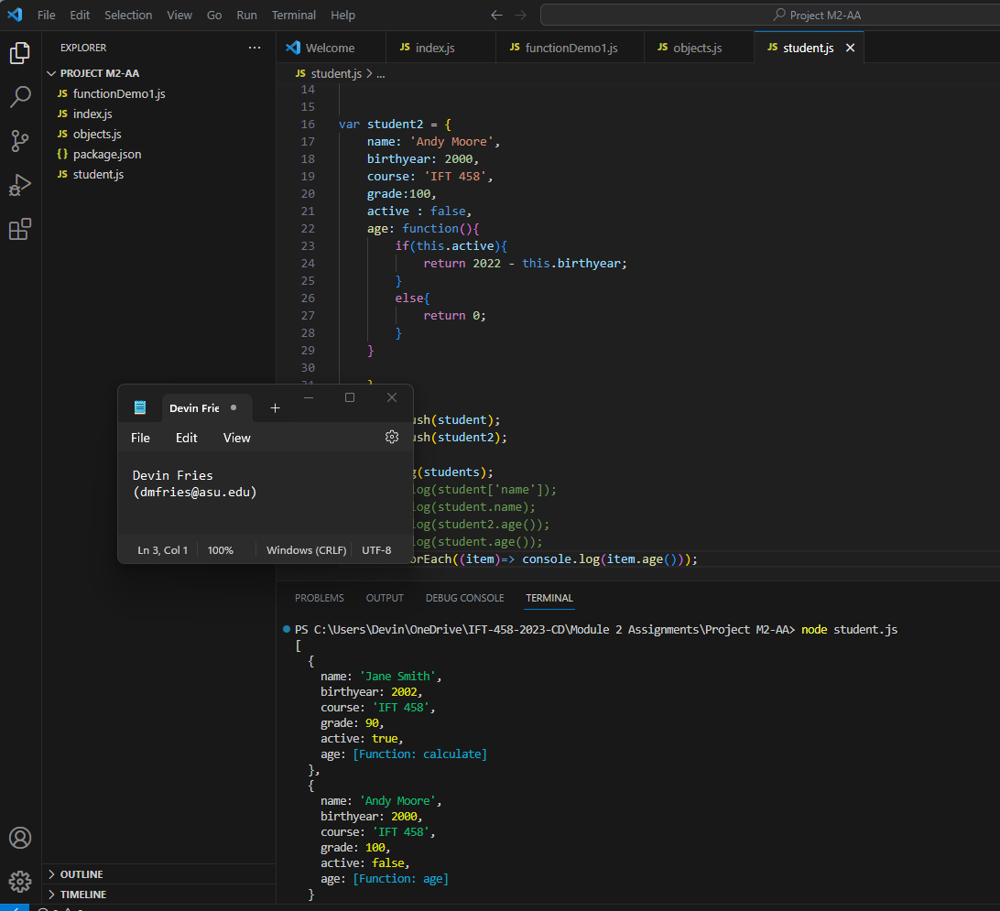 File Edit Selection View Go Run Terminal Help
Project M2-AA
EXPLORER ...
PROJECT M2-AA
JS functionDemo1.js
JS index.js
JS objects.js
{} package.json
JS student.js
OUTLINE
TIMELINE
Welcome JS index.js JS functionDemo1.js JS objects.js JS student.js
JS student.js > ...
14
15
16 var student2 = {
17 name: 'Andy Moore',
18 birthyear: 2000,
19 course: 'IFT 458',
20 grade:100,
21 active : false,
22 age: function(){
23 if(this.active){
24 return 2022 - this.birthyear;
25 }
26 else{
27 return 0;
28 }
29 }
30
31 }
ush(student);
ush(student2);
g(students);
log(student['name']);
log(student.name);
log(student2.age());
log(student.age());
orEach((item)=> console.log(item.age()));
Devin Frie
File Edit View
Devin Fries
(dmfries@asu.edu)
Ln 3, Col 1 100% Windows (CRLF) UTF-8
PROBLEMS OUTPUT DEBUG CONSOLE TERMINAL
PS C:\Users\Devin\OneDrive\IFT-458-2023-CD\Module 2 Assignments\Project M2-AA> node student.js
[
{
name: 'Jane Smith',
birthyear: 2002,
course: 'IFT 458',
grade: 90,
active: true,
age: [Function: calculate]
},
{
name: 'Andy Moore',
birthyear: 2000,
course: 'IFT 458',
grade: 100,
active: false,
age: [Function: age]
}